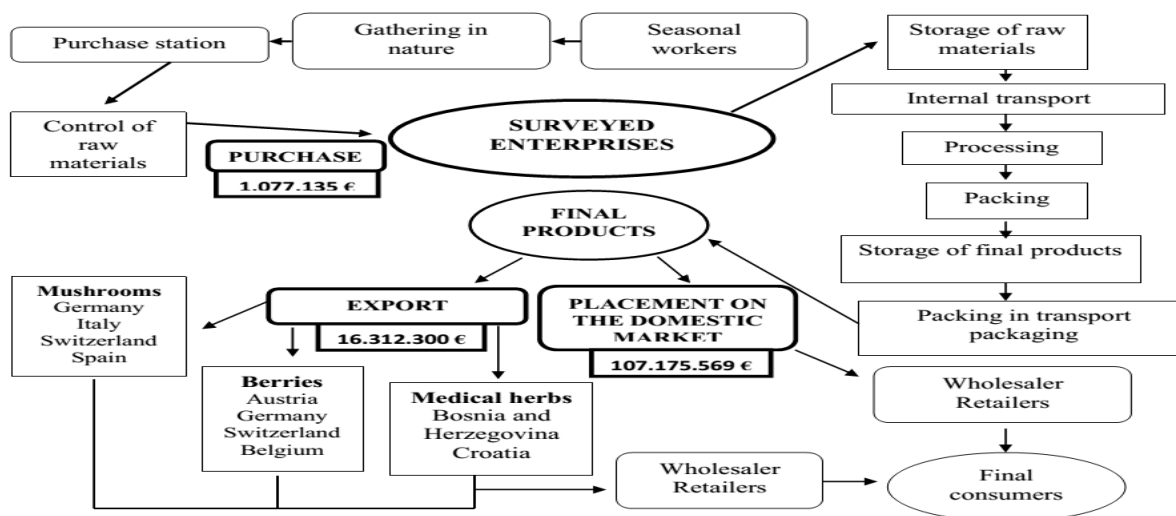 Purchase station
Gathering in
nature
Seasonal
workers
Storage of raw
materials
Control of
raw
materials
PURCHASE
1.077.135 €
SURVEYED
ENTERPRISES
Internal transport
Processing
Packing
Storage of final products
Packing in transport
packaging
FINAL
PRODUCTS
EXPORT
16.312.300 €
PLACEMENT ON
THE DOMESTIC
MARKET
107.175.569 €
Mushrooms
Germany
Italy
Switzerland
Spain
Berries
Austria
Germany
Switzerland
Belgium
Medical herbs
Bosnia and
Herzegovina
Croatia
Wholesaler
Retailers
Wholesaler
Retailers
Final
consumers